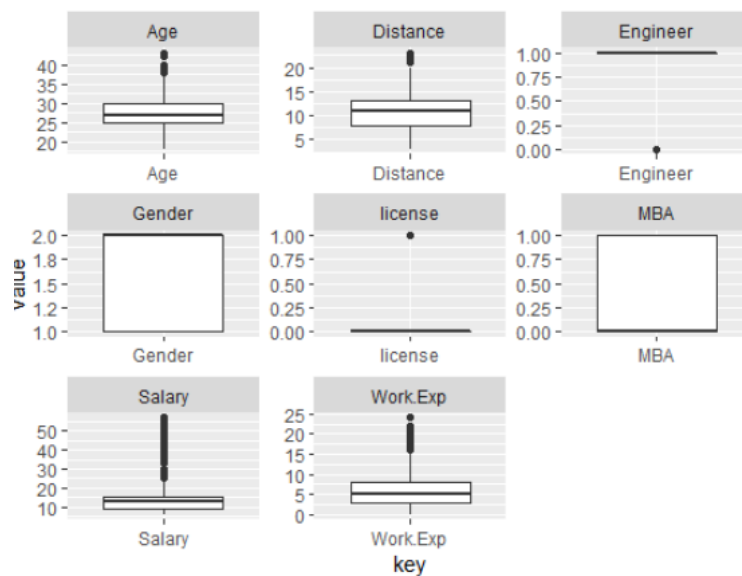 Age Distance Engineer
40 20 1.00
35 15 0.75
30 10 0.50
25 5 0.25
20 0.00
Age Distance Engineer
Gender license MBA
2.0 1.00 1.00
1.8 0.75 0.75
1.5 0.50 0.50
1.2 0.25 0.25
1.0 0.00 0.00
Gender license MBA
value
Salary Work.Exp
50 25
40 20
30 15
20 10
10 5
0
Salary Work.Exp
key